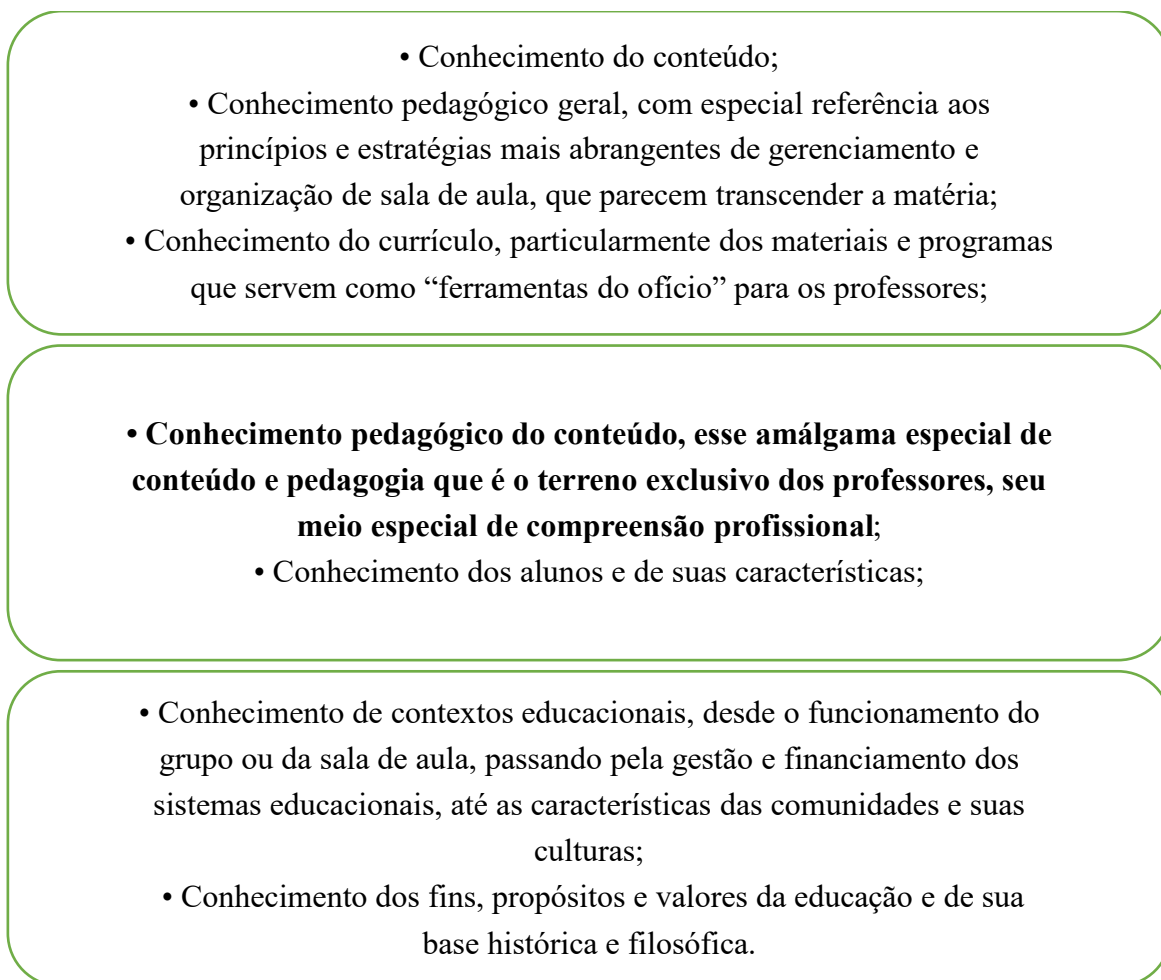 • Conhecimento do conteúdo;
• Conhecimento pedagógico geral, com especial referência aos
princípios e estratégias mais abrangentes de gerenciamento e
organização de sala de aula, que parecem transcender a matéria;
• Conhecimento do currículo, particularmente dos materiais e programas
que servem como “ferramentas do ofício” para os professores;
• Conhecimento pedagógico do conteúdo, esse amálgama especial de
conteúdo e pedagogia que é o terreno exclusivo dos professores, seu
meio especial de compreensão profissional;
• Conhecimento dos alunos e de suas características;
• Conhecimento de contextos educacionais, desde o funcionamento do
grupo ou da sala de aula, passando pela gestão e financiamento dos
sistemas educacionais, até as características das comunidades e suas
culturas;
• Conhecimento dos fins, propósitos e valores da educação e de sua
base histórica e filosófica.